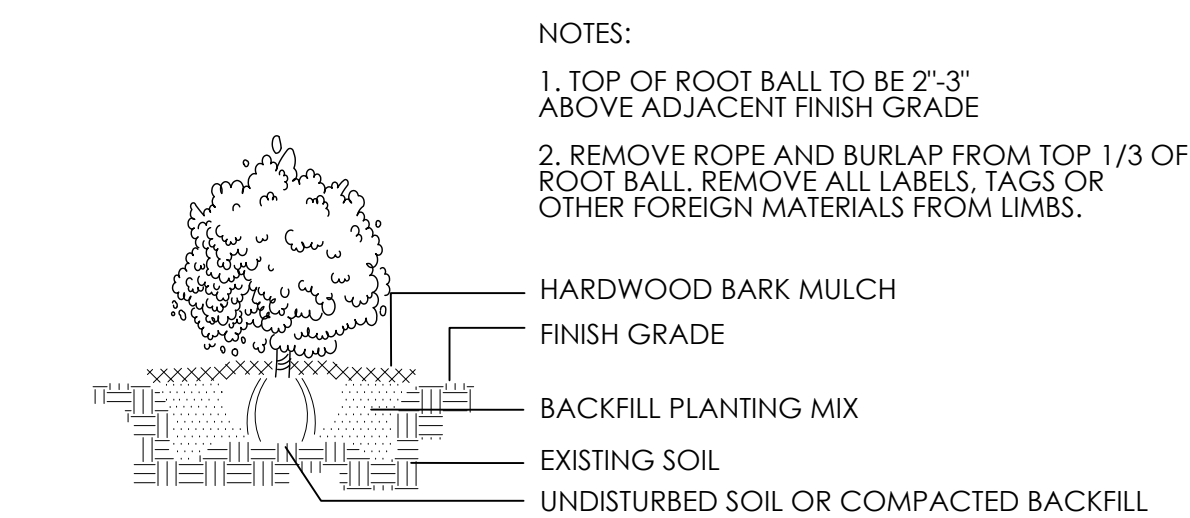 NOTES:
1. TOP OF ROOT BALL TO BE 2"-3"
ABOVE ADJACENT FINISH GRADE
2. REMOVE ROPE AND BURLAP FROM TOP 1/3 OF
ROOT BALL. REMOVE ALL LABELS, TAGS OR
OTHER FOREIGN MATERIALS FROM LIMBS.
HARDWOOD BARK MULCH
FINISH GRADE
BACKFILL PLANTING MIX
EXISTING SOIL
UNDISTURBED SOIL OR COMPACTED BACKFILL